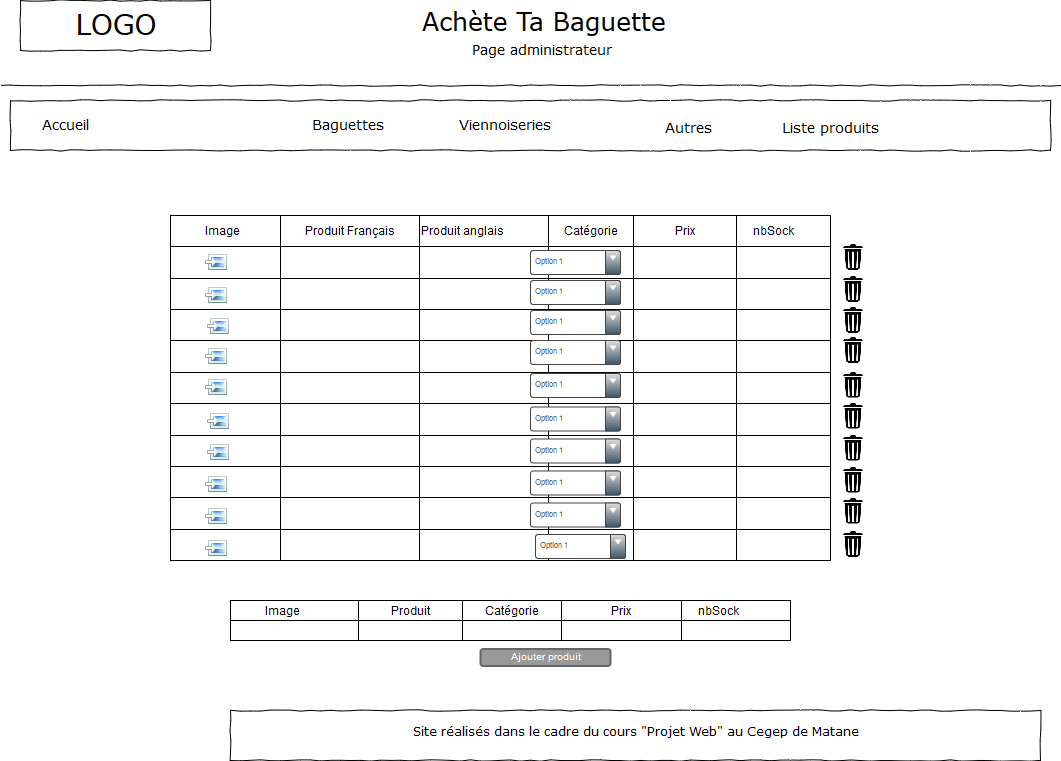 LOGO
Achète Ta Baguette
Page administrateur
Accueil Baguettes Viennoiseries Autres Liste produits
Image Produit Français Produit anglais Catégorie Prix nbSock
Option 1
Option 1
Option 1
Option 1
Option 1
Option 1
Option 1
Option 1
Option 1
Option 1
Image Produit Catégorie Prix nbSock
Ajouter produit
Site réalisés dans le cadre du cours "Projet Web" au Cegep de Matane